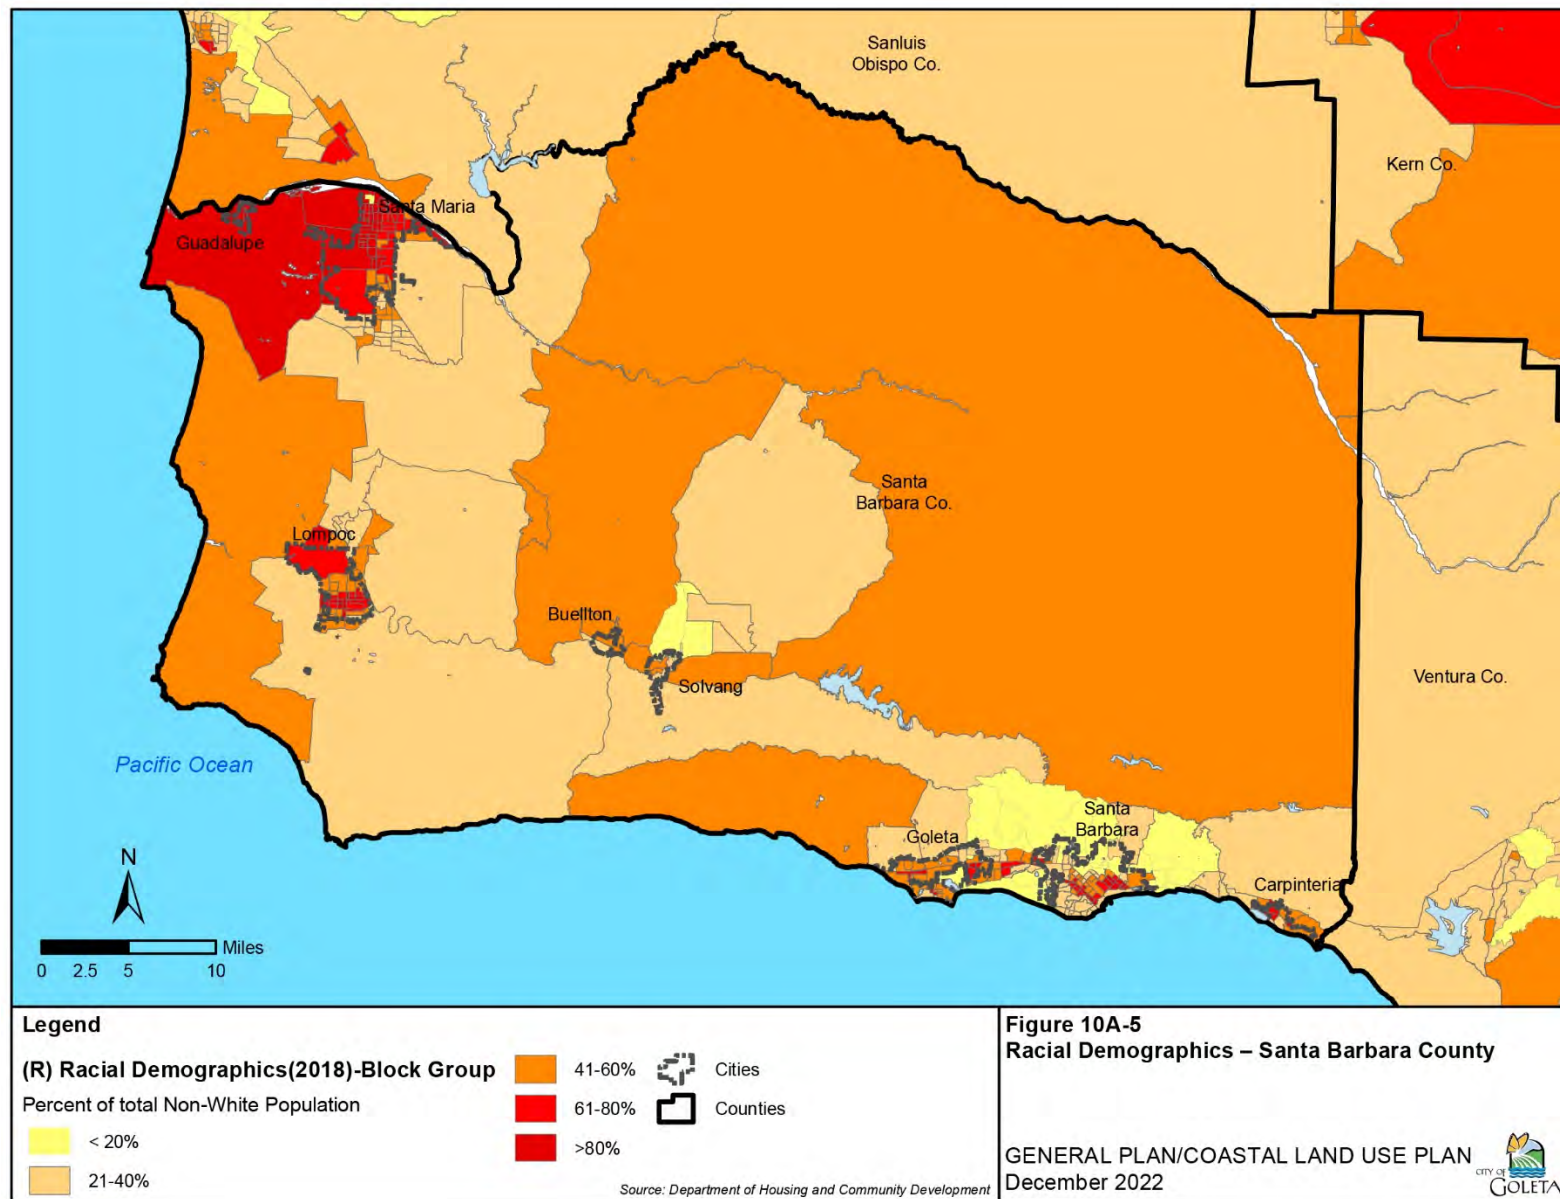 Sanluis
Obispo Co.
Kern Co.
Santa Maria
Guadalupe
Santa
Barbara Co.
Lompoc
Buellton
Solvang
Ventura Co.
Pacific Ocean
Santa
Barbara
Goleta
Carpinteria
N
Miles
0 2.5 5 10
Legend
(R) Racial Demographics(2018)-Block Group
Percent of total Non-White Population
< 20%
21-40%
41-60%
61-80%
>80%
Cities
Counties
Source: Department of Housing and Community Development
Figure 10A-5
Racial Demographics – Santa Barbara County
GENERAL PLAN/COASTAL LAND USE PLAN
December 2022
CITY OF
GOLETA